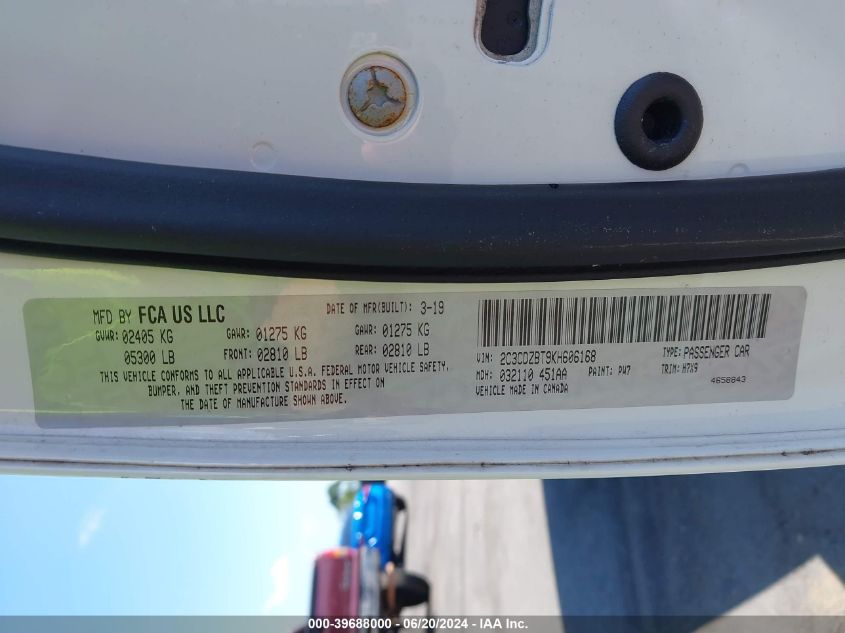 MFD BY FCA US LLC
DATE OF MFR(BUILT): 3-19
GVWR: 02405 KG
GAWR: 01275 KG
GAWR: 01275 KG
05300 LB
FRONT: 02810 LB
REAR: 02810 LB
THIS VEHICLE CONFORMS TO ALL APPLICABLE U.S.A. FEDERAL MOTOR VEHICLE SAFETY,
BUMPER, AND THEFT PREVENTION STANDARDS IN EFFECT ON
THE DATE OF MANUFACTURE SHOWN ABOVE.
VIN: 2C3CDZBT9KH606168
TYPE: PASSENGER CAR
MDH: 032110 451AA
PAINT: PW7
TRIM: H7X9
VEHICLE MADE IN CANADA
4658843
000-39688000 - 06/20/2024 - IAA Inc.